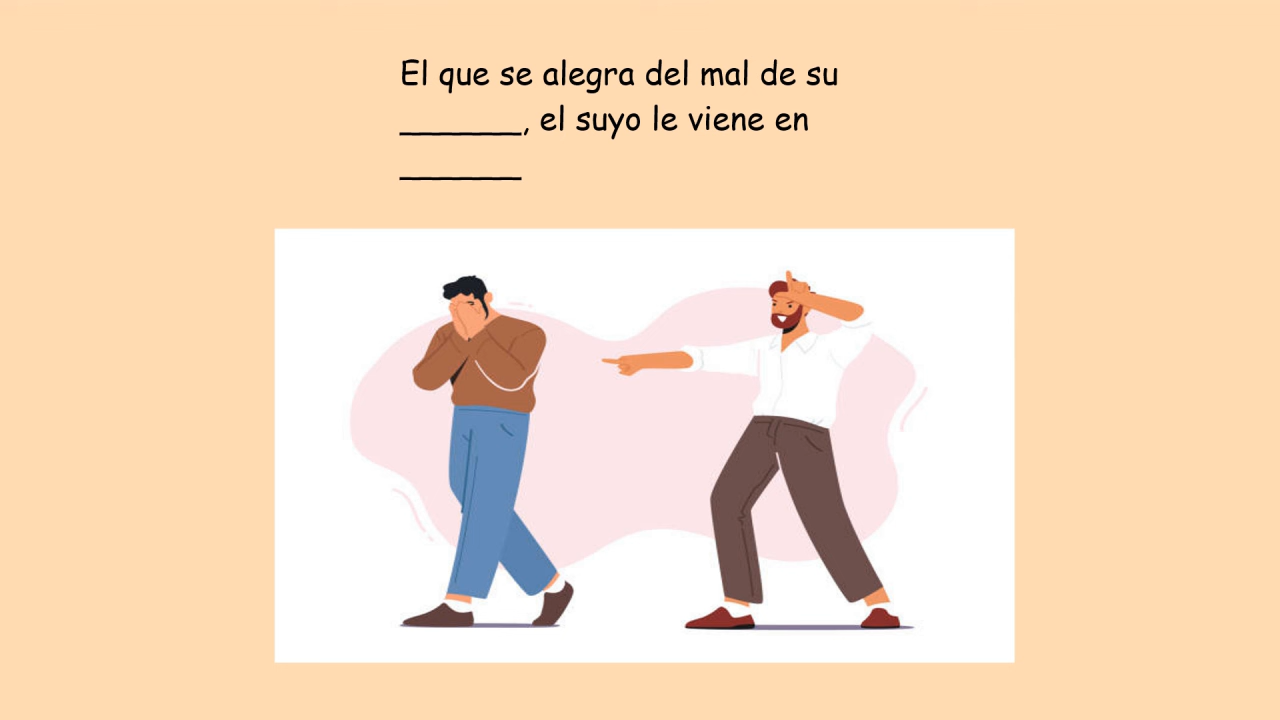 El que se alegra del mal de su
______, el suyo le viene en
______